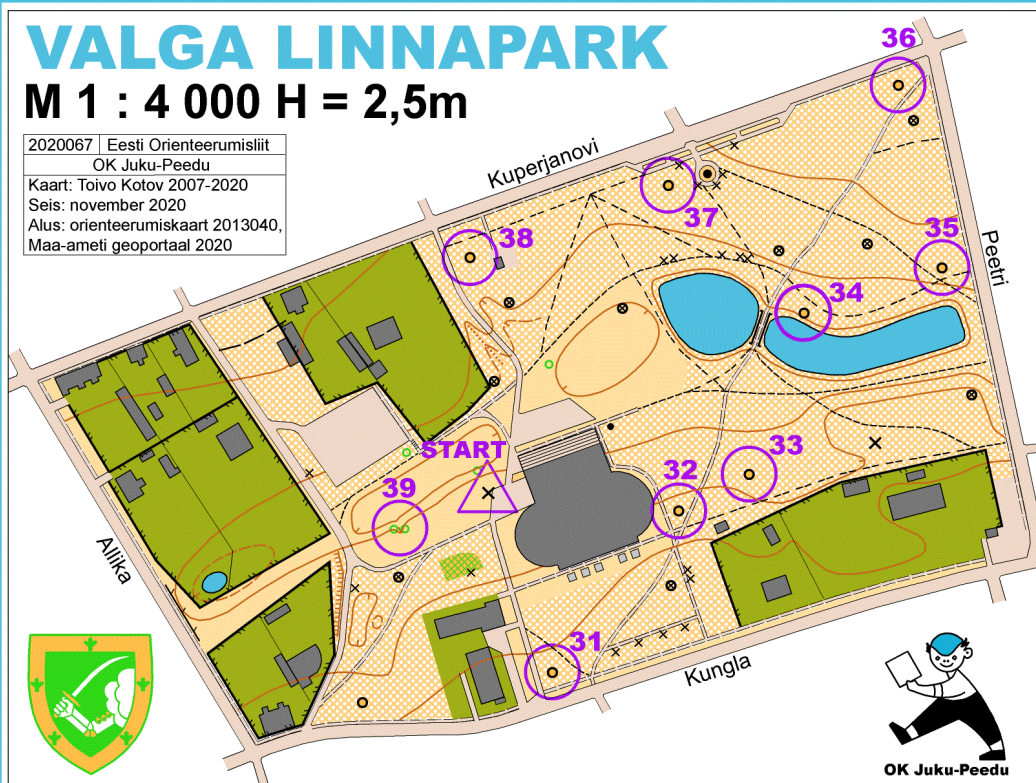 VALGA LINNAPARK
M 1 : 4 000 H = 2,5m
2020067 Eesti Orienteerumisliit
OK Juku-Peedu
Kaart: Toivo Kotov 2007-2020
Seis: november 2020
Alus: orienteerumiskaart 2013040,
Maa-ameti geoportaal 2020
36
Kuperjanovi
37
35
Peetri
38
34
START
33
32
39
Allika
31
Kungla
OK Juku-Peedu